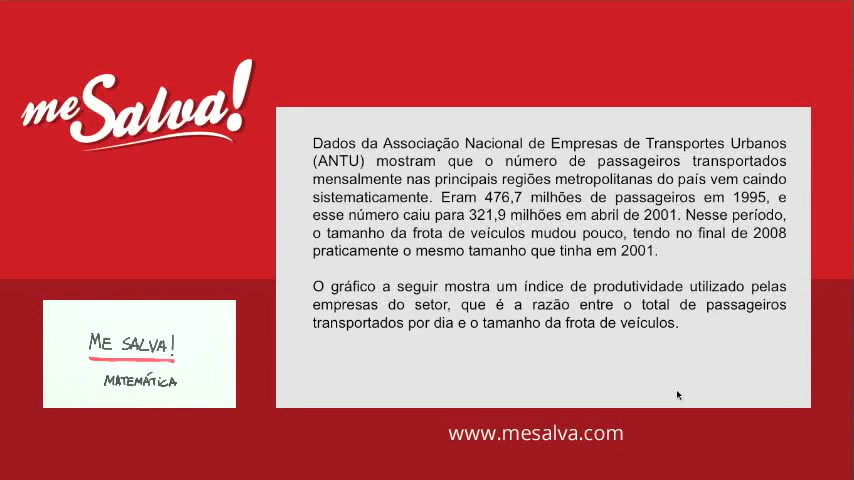 me Salva!
Dados da Associação Nacional de Empresas de Transportes Urbanos
(ANTU) mostram que o número de passageiros transportados
mensalmente nas principais regiões metropolitanas do país vem caindo
sistematicamente. Eram 476,7 milhões de passageiros em 1995, e
esse número caiu para 321,9 milhões em abril de 2001. Nesse período,
o tamanho da frota de veículos mudou pouco, tendo no final de 2008
praticamente o mesmo tamanho que tinha em 2001.
O gráfico a seguir mostra um índice de produtividade utilizado pelas
empresas do setor, que é a razão entre o total de passageiros
transportados por dia e o tamanho da frota de veículos.
ME SALVA!
MATEMÁTICA
www.mesalva.com